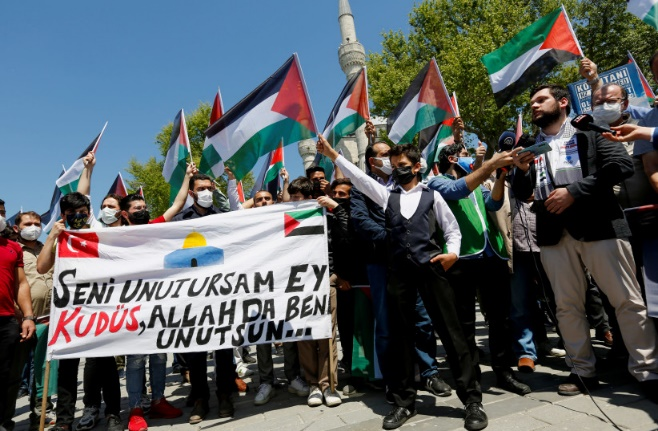 SENİ UNUTURSAM EY
KUDÜS, ALLAH DA BENİ
UNUTSUN...